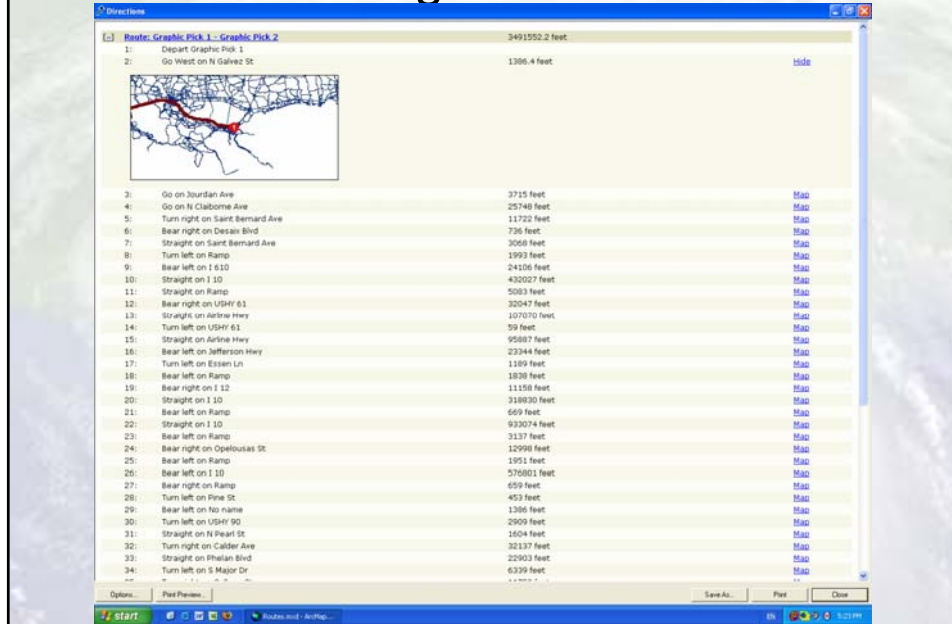 Directions
[-] Route: Graphic Pick 1 - Graphic Pick 2 3491552.2 feet
1: Depart Graphic Pick 1
2: Go West on N Galvez St 1386.4 feet Hide
3: Go on Jourdan Ave 3715 feet Map
4: Go on N Claiborne Ave 25748 feet Map
5: Turn right on Saint Bernard Ave 11722 feet Map
6: Bear right on Desaix Blvd 736 feet Map
7: Straight on Saint Bernard Ave 3068 feet Map
8: Turn left on Ramp 1993 feet Map
9: Bear left on I 610 24106 feet Map
10: Straight on I 10 432027 feet Map
11: Straight on Ramp 5083 feet Map
12: Bear right on USHY 61 32047 feet Map
13: Straight on Airline Hwy 107070 feet Map
14: Turn left on USHY 61 59 feet Map
15: Straight on Airline Hwy 95887 feet Map
16: Bear left on Jefferson Hwy 23344 feet Map
17: Turn left on Essen Ln 1189 feet Map
18: Bear left on Ramp 1838 feet Map
19: Bear right on I 12 11158 feet Map
20: Straight on I 10 318830 feet Map
21: Bear left on Ramp 669 feet Map
22: Straight on I 10 933074 feet Map
23: Bear left on Ramp 3137 feet Map
24: Bear right on Opelousas St 12998 feet Map
25: Bear left on Ramp 1951 feet Map
26: Bear left on I 10 576801 feet Map
27: Bear right on Ramp 659 feet Map
28: Turn left on Pine St 453 feet Map
29: Bear left on No name 1386 feet Map
30: Turn left on USHY 90 2909 feet Map
31: Straight on N Pearl St 1604 feet Map
32: Turn right on Calder Ave 32137 feet Map
33: Straight on Phelan Blvd 22903 feet Map
34: Turn left on S Major Dr 6339 feet Map
Options... Print Preview... Save As... Print Close
start Routes.mxd - ArcMap... EN 5:23 PM